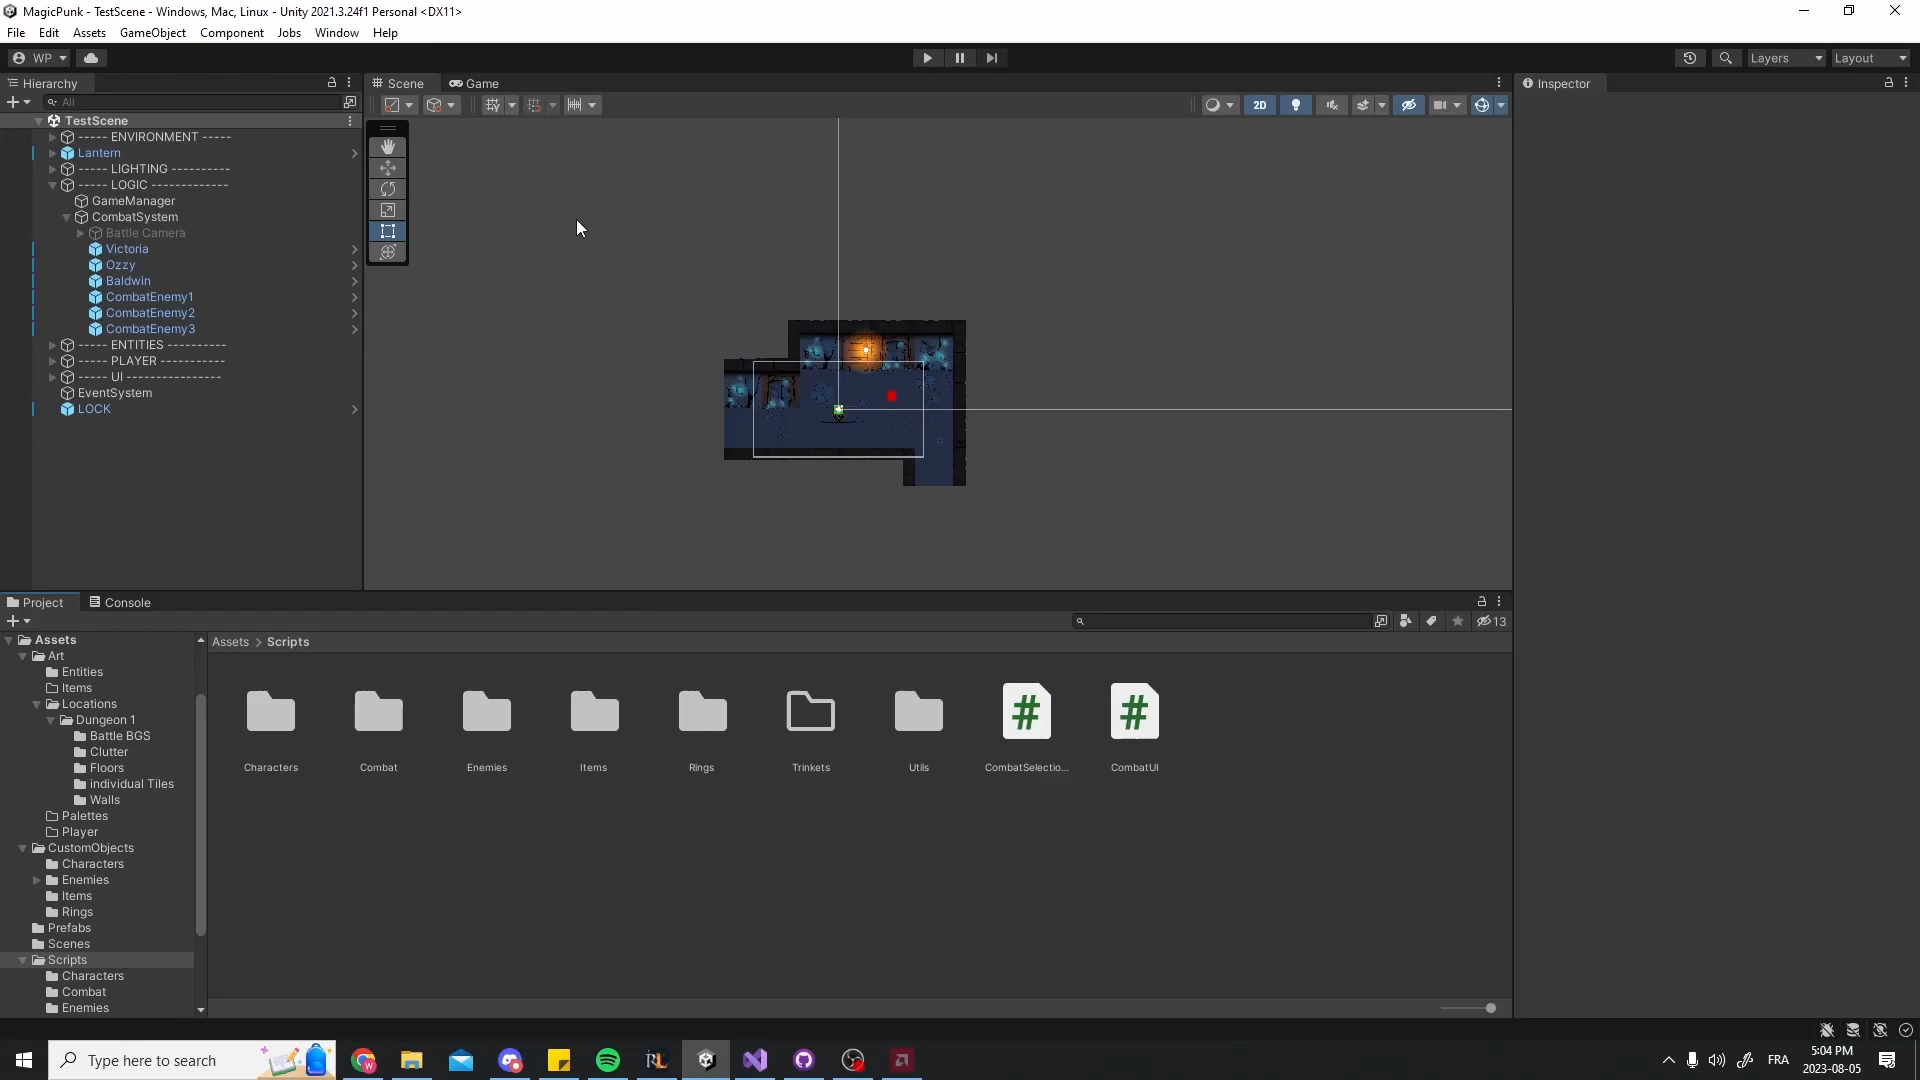 MagicPunk - TestScene - Windows, Mac, Linux - Unity 2021.3.24f1 Personal <DX11>
File Edit Assets GameObject Component Jobs Window Help
WP Layers Layout
Hierarchy
All
TestScene
----- ENVIRONMENT -----
Lantern
----- LIGHTING ----------
----- LOGIC -------------
GameManager
CombatSystem
Battle Camera
Victoria
Ozzy
Baldwin
CombatEnemy1
CombatEnemy2
CombatEnemy3
----- ENTITIES ----------
----- PLAYER -----------
----- UI ----------------
EventSystem
LOCK
Scene Game
2D
Inspector
Project Console
13
Assets
Art
Entities
Items
Locations
Dungeon 1
Battle BGS
Clutter
Floors
individual Tiles
Walls
Palettes
Player
CustomObjects
Characters
Enemies
Items
Rings
Prefabs
Scenes
Scripts
Characters
Combat
Enemies
Assets > Scripts
Characters Combat Enemies Items Rings Trinkets Utils CombatSelectio... CombatUI
Type here to search
FRA
5:04 PM
2023-08-05